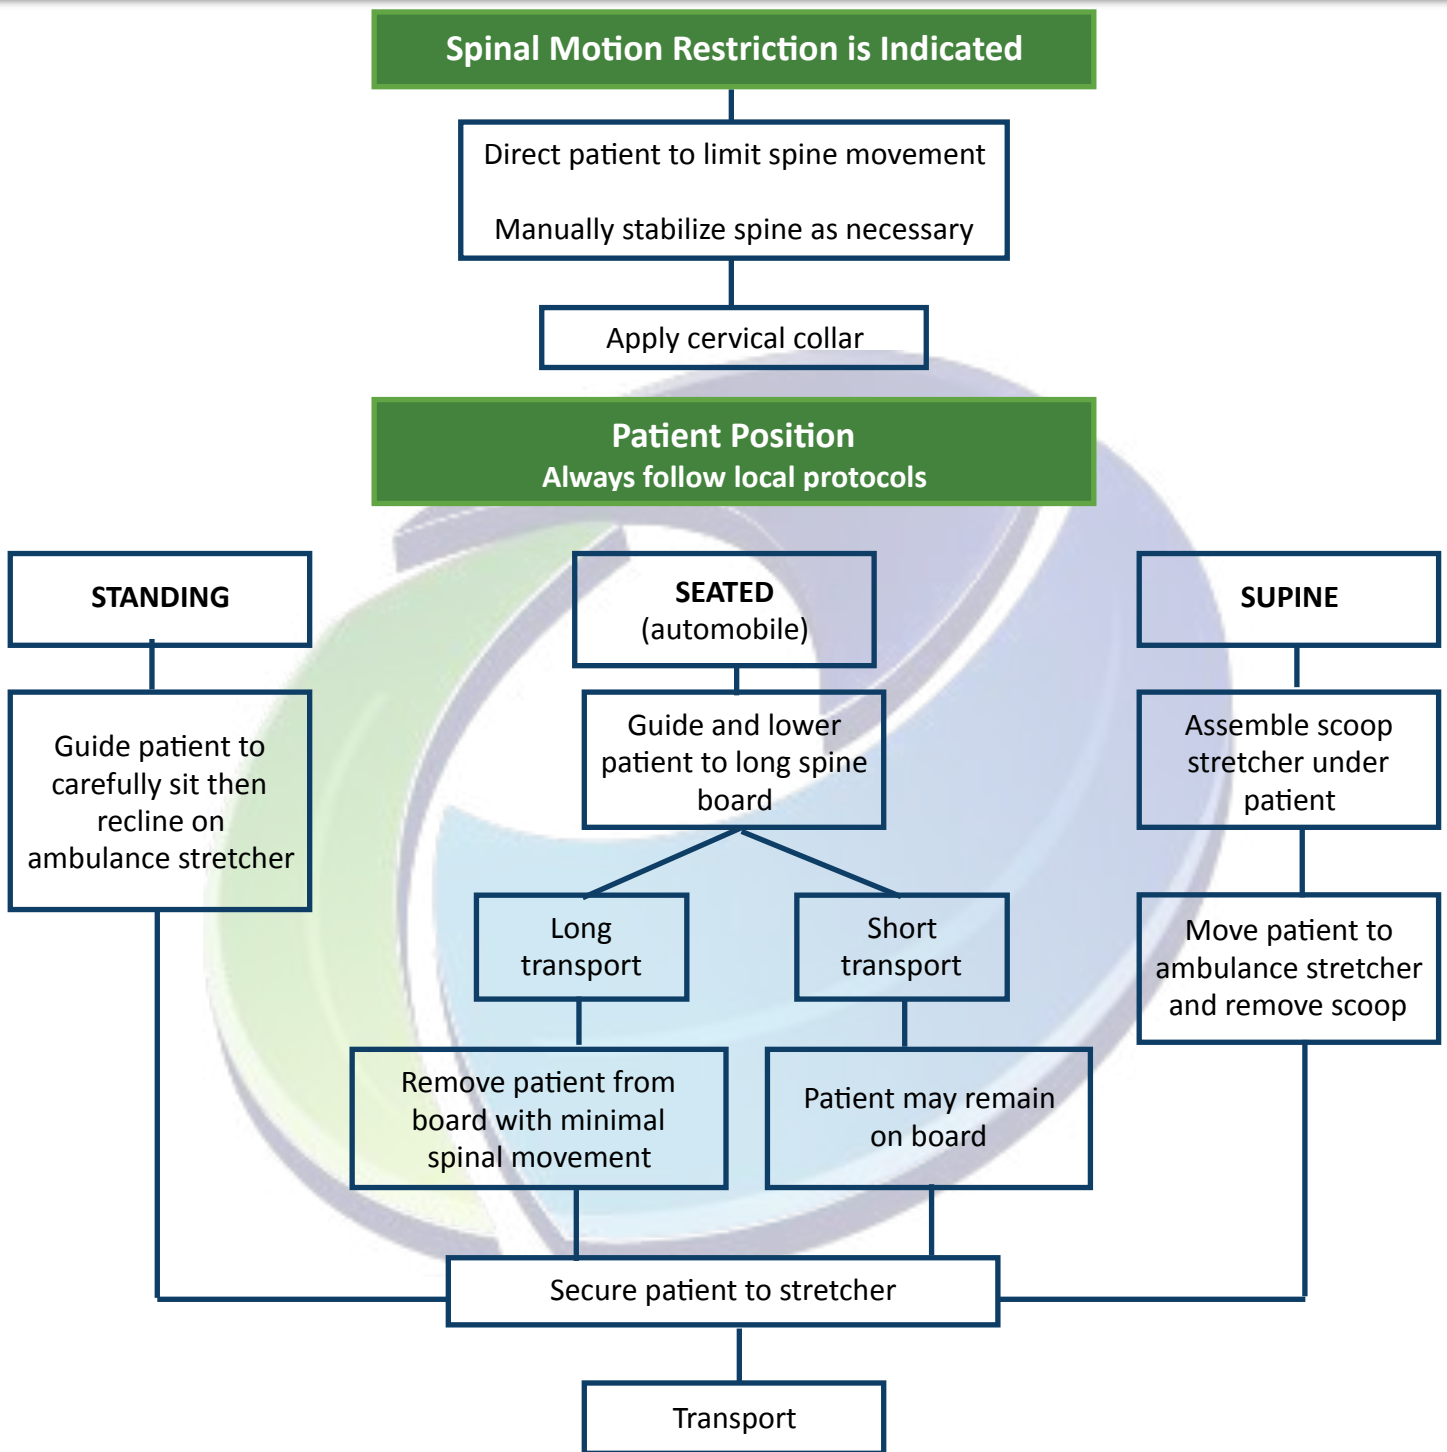 Spinal Motion Restriction is Indicated
Direct patient to limit spine movement
Manually stabilize spine as necessary
Apply cervical collar
Patient Position
Always follow local protocols
STANDING
Guide patient to
carefully sit then
recline on
ambulance stretcher
SEATED
(automobile)
Guide and lower
patient to long spine
board
Long
transport
Remove patient from
board with minimal
spinal movement
Short
transport
Patient may remain
on board
SUPINE
Assemble scoop
stretcher under
patient
Move patient to
ambulance stretcher
and remove scoop
Secure patient to stretcher
Transport